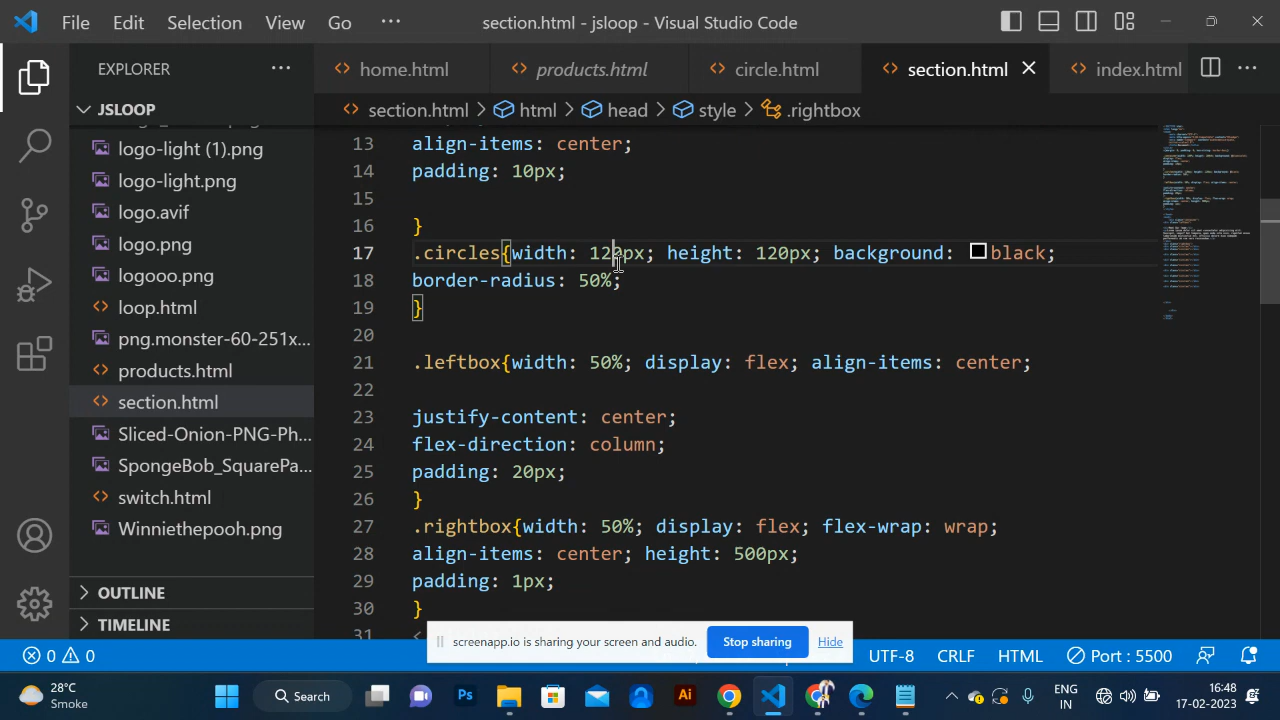 File Edit Selection View Go ··· section.html - jsloop - Visual Studio Code
EXPLORER ··· home.html products.html circle.html section.html index.html ···
JSLOOP section.html > html > head > style > .rightbox
logo-light (1).png
logo-light.png
logo.avif
logo.png
logooo.png
loop.html
png.monster-60-251x...
products.html
section.html
Sliced-Onion-PNG-Ph...
SpongeBob_SquarePa...
switch.html
Winniethepooh.png
OUTLINE
TIMELINE
13 align-items: center;
14 padding: 10px;
15
16 }
17 .circles{width: 120px; height: 120px; background: black;
18 border-radius: 50%;
19 }
20
21 .leftbox{width: 50%; display: flex; align-items: center;
22
23 justify-content: center;
24 flex-direction: column;
25 padding: 20px;
26 }
27 .rightbox{width: 50%; display: flex; flex-wrap: wrap;
28 align-items: center; height: 500px;
29 padding: 1px;
30 }
31 <
screenapp.io is sharing your screen and audio. Stop sharing Hide
0 0 UTF-8 CRLF HTML Port : 5500
28°C
Smoke
Search
Ps
Ai
ENG
IN
16:48
17-02-2023